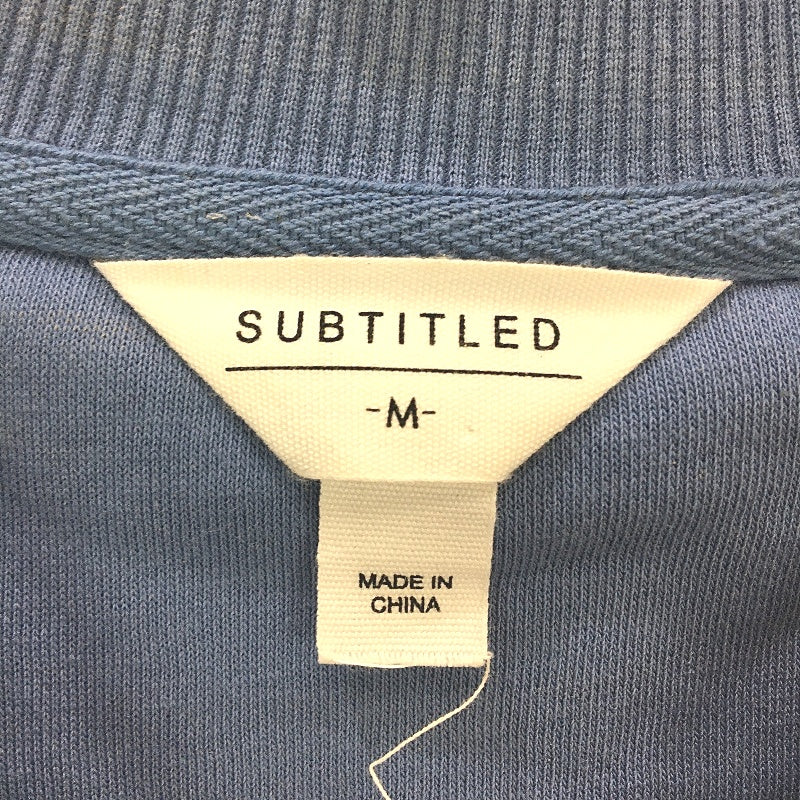 SUBTITLED
-M-
MADE IN
CHINA